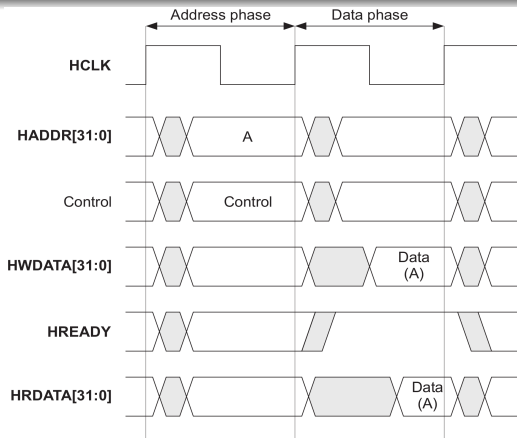 Address phase Data phase
HCLK
HADDR[31:0] A
Control Control
HWDATA[31:0] Data
(A)
HREADY
HRDATA[31:0] Data
(A)